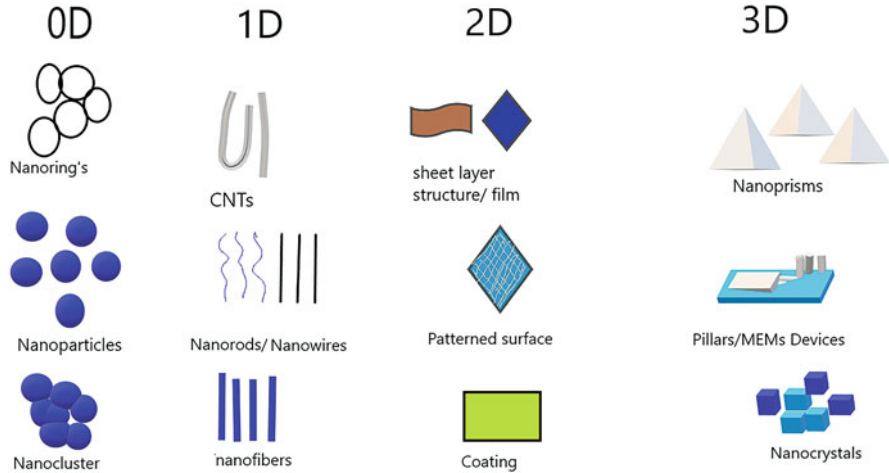 0D
1D
2D
3D
Nanoring's
CNTs
sheet layer
structure/ film
Nanoprisms
Nanoparticles
Nanorods/ Nanowires
Patterned surface
Pillars/MEMs Devices
Nanocluster
nanofibers
Coating
Nanocrystals